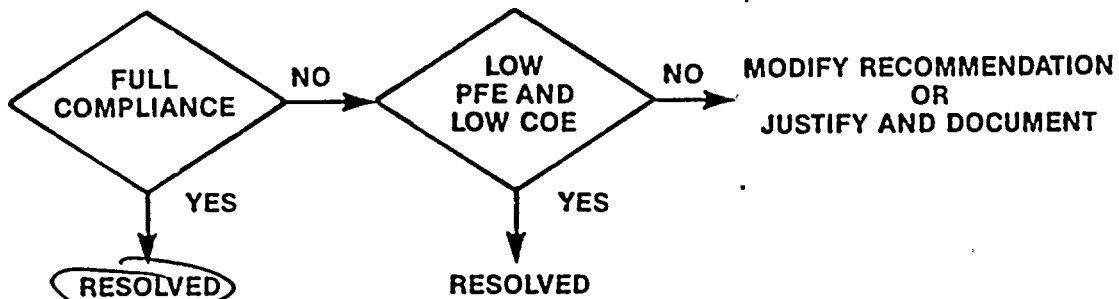 FULL
COMPLIANCE
NO
LOW
PFE AND
LOW COE
NO
MODIFY RECOMMENDATION
OR
JUSTIFY AND DOCUMENT
YES
YES
RESOLVED
RESOLVED